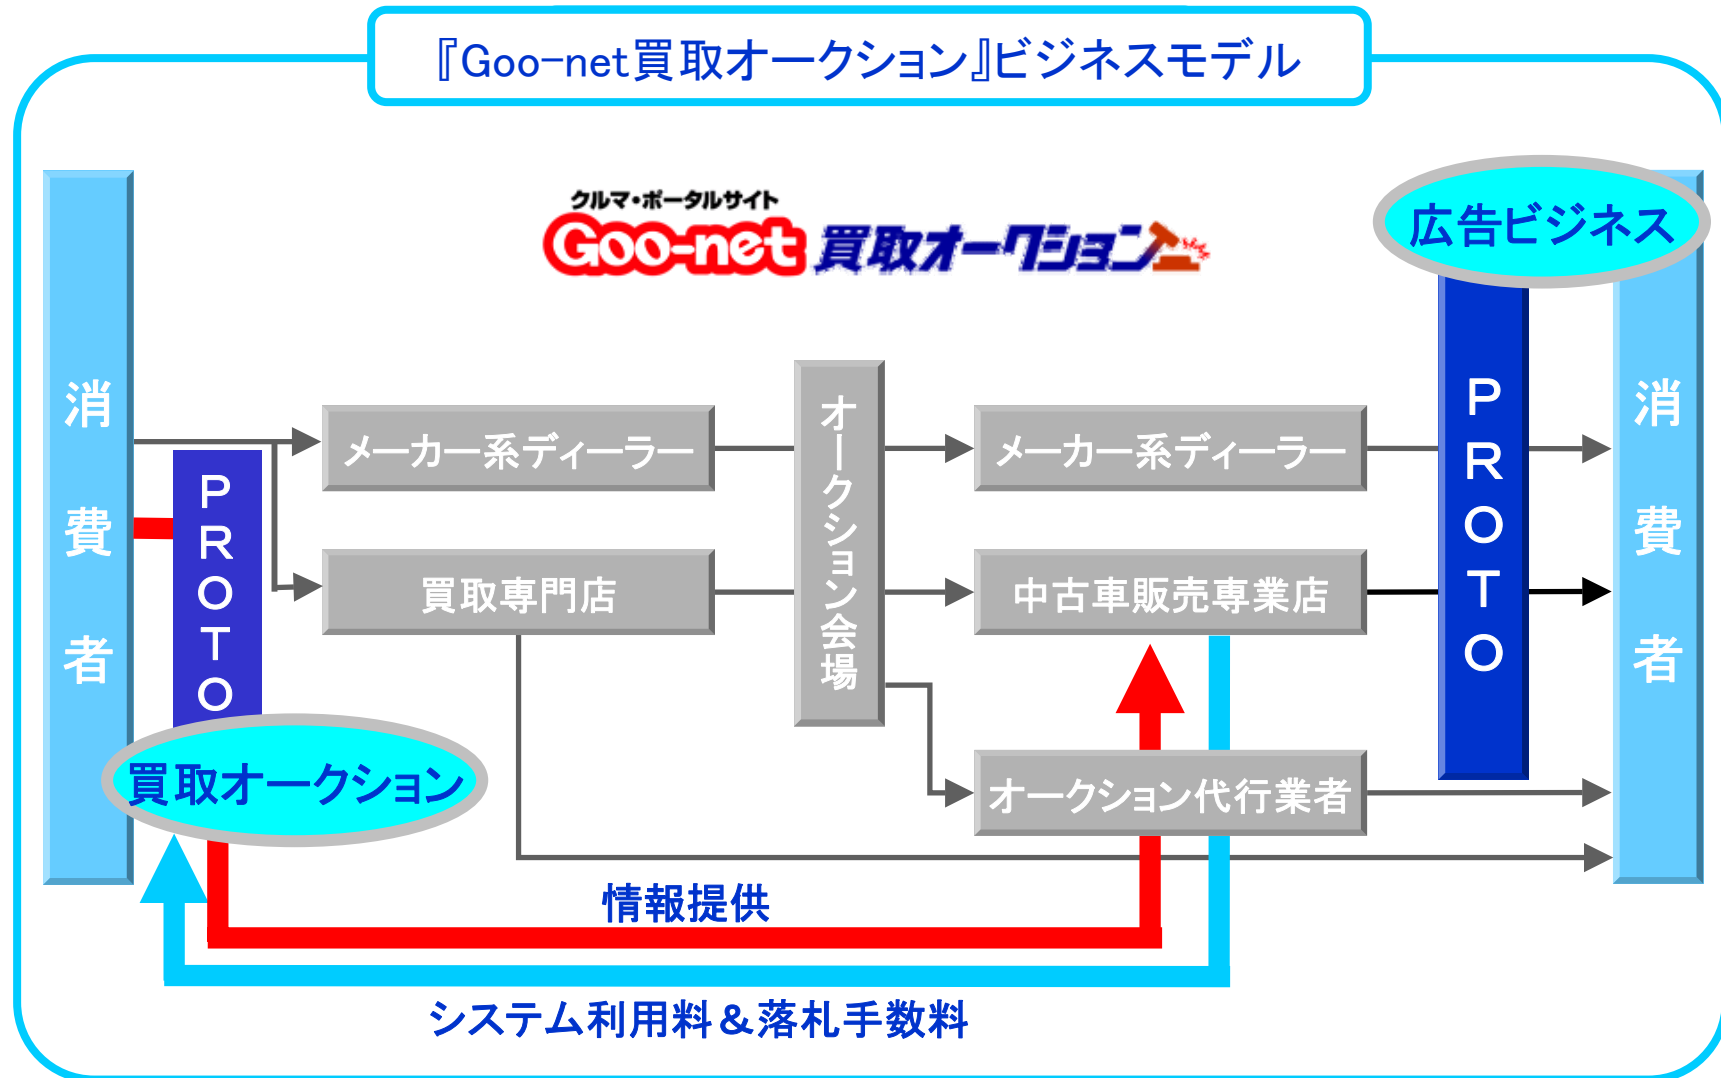 『Goo-net買取オークション』ビジネスモデル
クルマ・ポータルサイト
Goo-net 買取オークション
広告ビジネス
消費者
PROTO
メーカー系ディーラー
買取専門店
オークション会場
メーカー系ディーラー
中古車販売専業店
オークション代行業者
PROTO
消費者
買取オークション
情報提供
システム利用料＆落札手数料